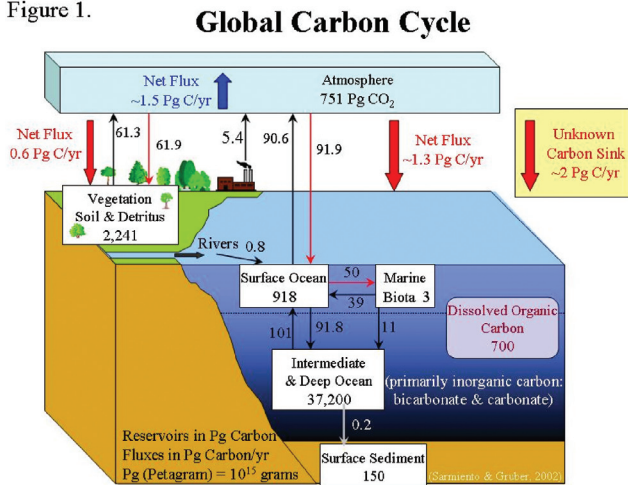 Figure 1.
Global Carbon Cycle
Net Flux
~1.5 Pg C/yr
Atmosphere
751 Pg CO2
Net Flux
0.6 Pg C/yr
61.3
61.9
5.4
90.6
91.9
Net Flux
~1.3 Pg C/yr
Unknown
Carbon Sink
~2 Pg C/yr
Vegetation
Soil & Detritus
2,241
Rivers
0.8
Surface Ocean
918
50
39
Marine
Biota 3
Dissolved Organic
Carbon
700
101
91.8
11
Intermediate
& Deep Ocean
37,200
(primarily inorganic carbon:
bicarbonate & carbonate)
0.2
Reservoirs in Pg Carbon
Fluxes in Pg Carbon/yr
Pg (Petagram) = 10¹⁵ grams
Surface Sediment
150
(Sarmiento & Gruber, 2002)